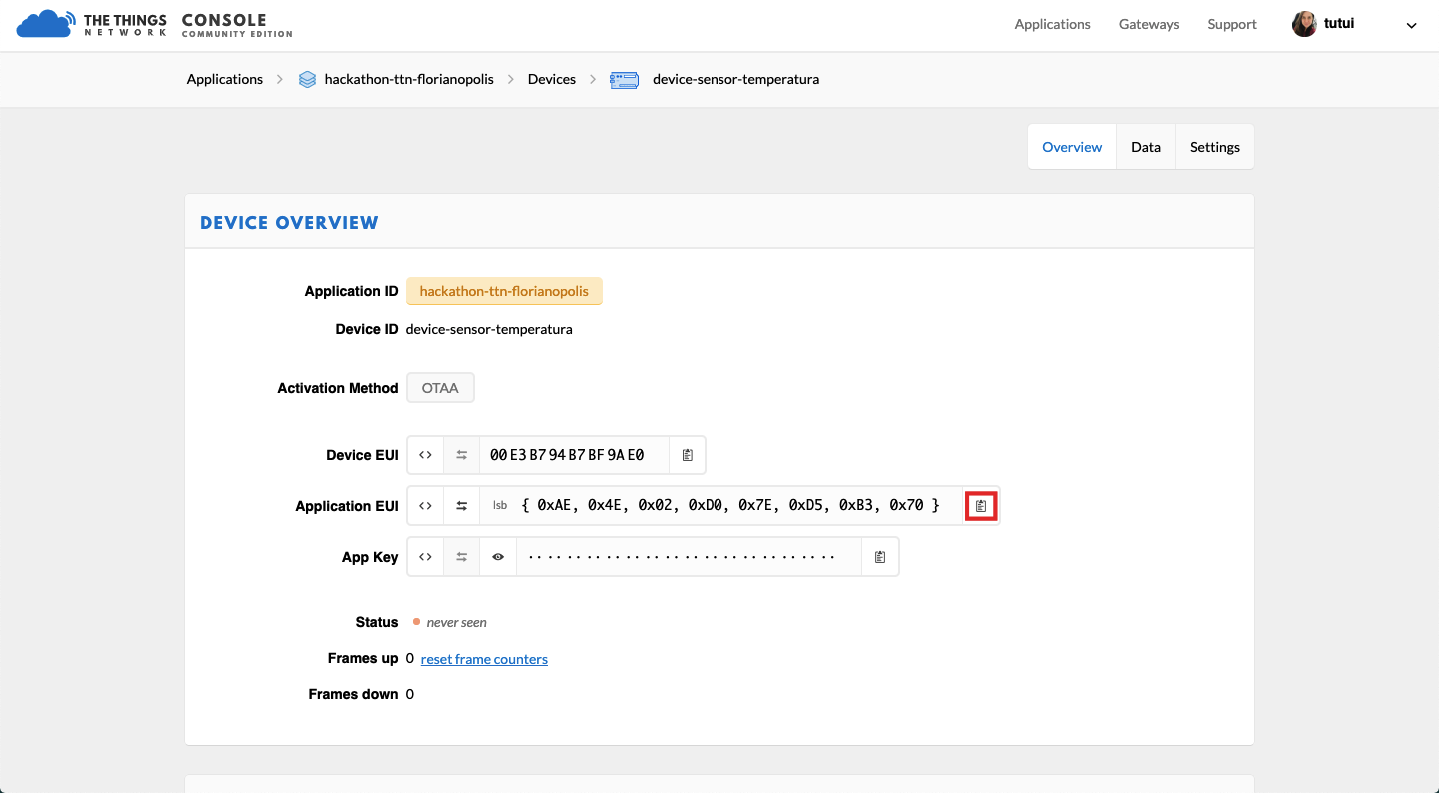 THE THINGS NETWORK CONSOLE COMMUNITY EDITION
Applications Gateways Support tutui
Applications hackathon-ttn-florianopolis Devices device-sensor-temperatura
Overview Data Settings
DEVICE OVERVIEW
Application ID hackathon-ttn-florianopolis
Device ID device-sensor-temperatura
Activation Method OTAA
Device EUI <> 00 E3 B7 94 B7 BF 9A E0
Application EUI <> lsb { 0xAE, 0x4E, 0x02, 0xD0, 0x7E, 0xD5, 0xB3, 0x70 }
App Key <> ································
Status never seen
Frames up 0 reset frame counters
Frames down 0